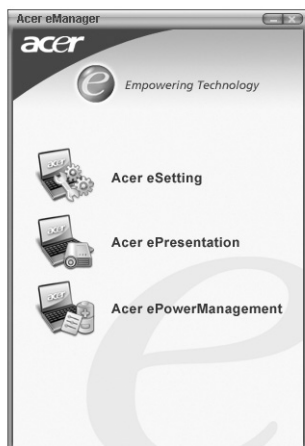 Acer eManager
acer
e Empowering Technology
Acer eSetting
Acer ePresentation
Acer ePowerManagement